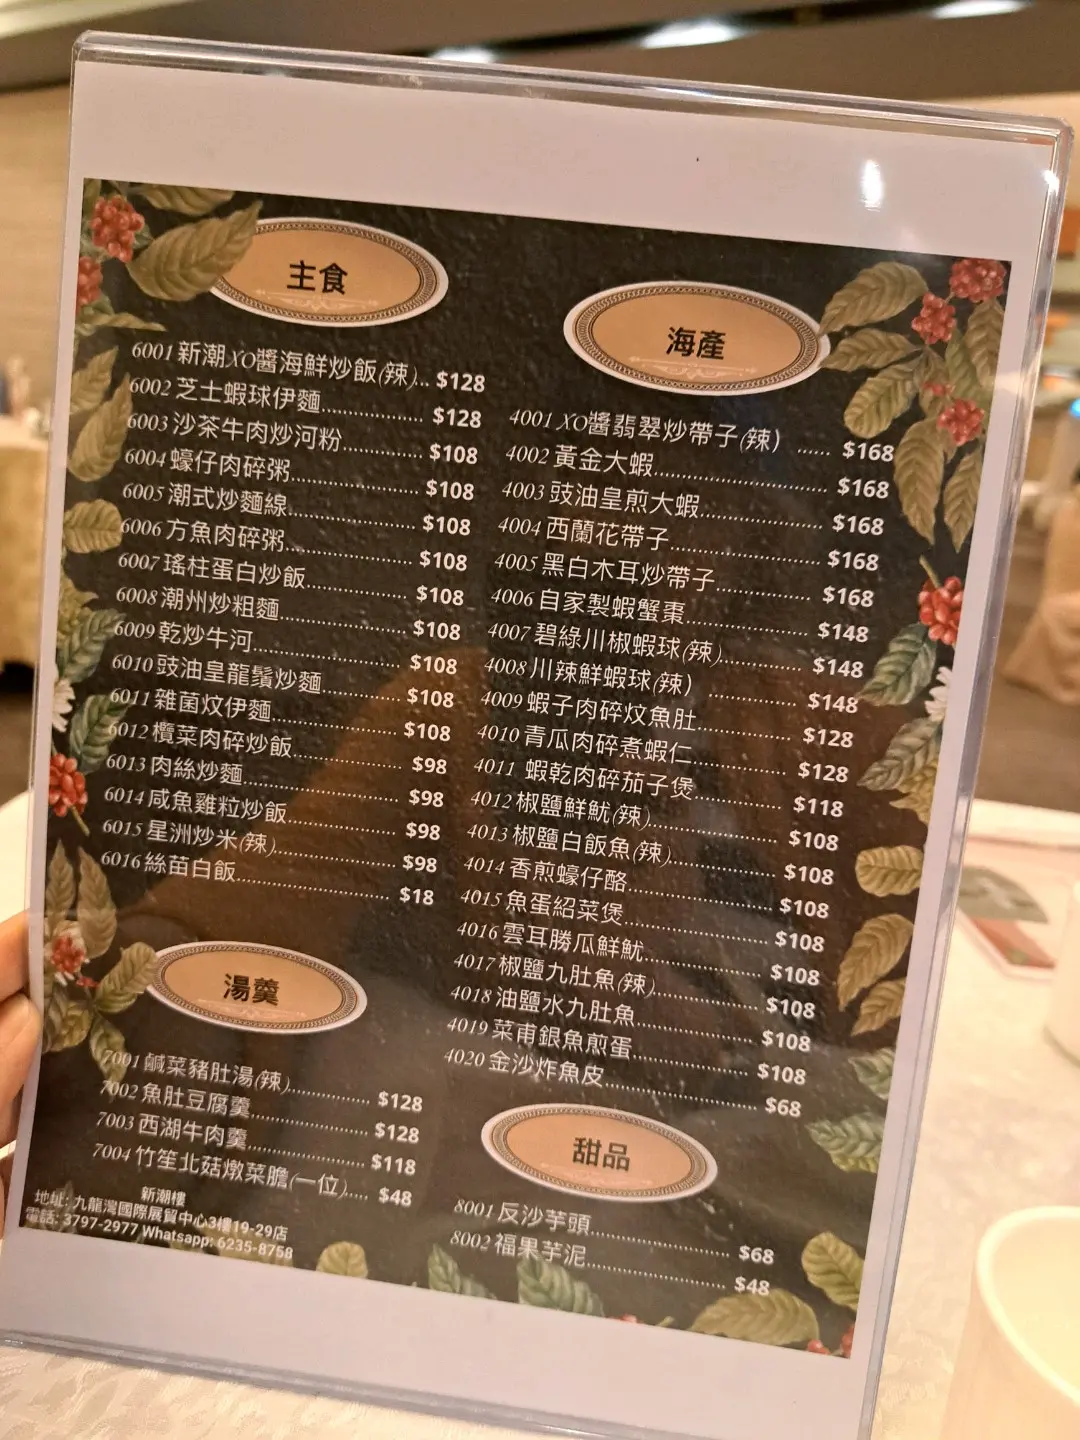 主食
6001 新潮XO醬海鮮炒飯(辣)... $128
6002 芝士蝦球伊麵 $128
6003 沙茶牛肉炒河粉 $108
6004 蠔仔肉碎粥 $108
6005 潮式炒麵線 $108
6006 方魚肉碎粥 $108
6007 瑤柱蛋白炒飯 $108
6008 潮州炒粗麵 $108
6009 乾炒牛河 $108
6010 豉油皇龍鬚炒麵 $108
6011 雜菌炆伊麵 $108
6012 欖菜肉碎炒飯 $98
6013 肉絲炒麵 $98
6014 咸魚雞粒炒飯 $98
6015 星洲炒米(辣) $98
6016 絲苗白飯 $18
湯羹
7001 鹹菜豬肚湯(辣) $128
7002 魚肚豆腐羹 $128
7003 西湖牛肉羹 $118
7004 竹笙北菇燉菜膽(一位)..... $48
新潮樓
地址: 九龍灣國際展貿中心3樓19-29店
電話: 3797-2977 Whatsapp: 6235-8758
海產
4001 XO醬翡翠炒帶子(辣) ...... $168
4002 黃金大蝦 $168
4003 豉油皇煎大蝦 $168
4004 西蘭花帶子 $168
4005 黑白木耳炒帶子 $168
4006 自家製蝦蟹棗 $148
4007 碧綠川椒蝦球(辣) $148
4008 川辣鮮蝦球(辣) $148
4009 蝦子肉碎炆魚肚 $128
4010 青瓜肉碎煮蝦仁 $128
4011 蝦乾肉碎茄子煲 $118
4012 椒鹽鮮魷(辣) $108
4013 椒鹽白飯魚(辣) $108
4014 香煎蠔仔酪 $108
4015 魚蛋紹菜煲 $108
4016 雲耳勝瓜鮮魷 $108
4017 椒鹽九肚魚(辣) $108
4018 油鹽水九肚魚 $108
4019 菜甫銀魚煎蛋 $108
4020 金沙炸魚皮 $68
甜品
8001 反沙芋頭 $68
8002 福果芋泥 $48